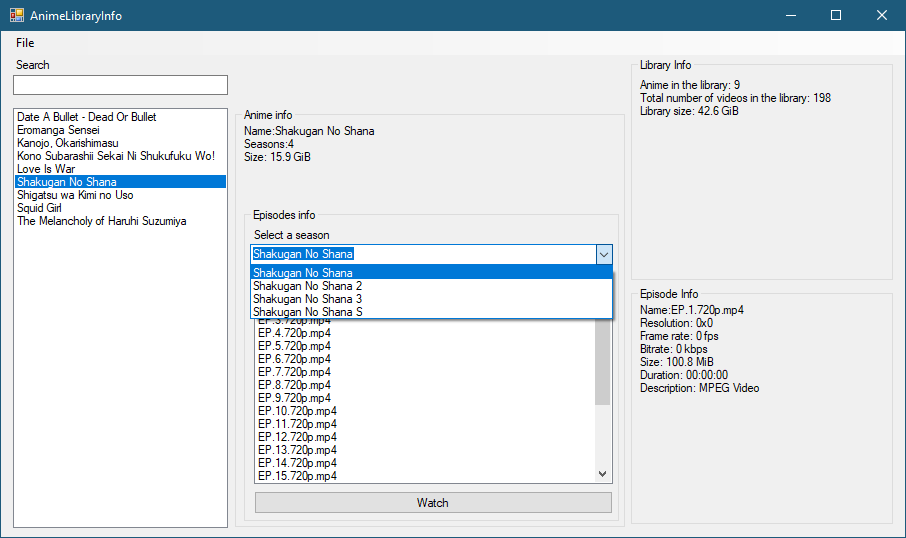 AnimeLibraryInfo
File
Search
Date A Bullet - Dead Or Bullet
Eromanga Sensei
Kanojo, Okarishimasu
Kono Subarashii Sekai Ni Shukufuku Wo!
Love Is War
Shakugan No Shana
Shigatsu wa Kimi no Uso
Squid Girl
The Melancholy of Haruhi Suzumiya
Anime info
Name:Shakugan No Shana
Seasons:4
Size: 15.9 GiB
Episodes info
Select a season
Shakugan No Shana
Shakugan No Shana
Shakugan No Shana 2
Shakugan No Shana 3
Shakugan No Shana S
EP.3.720p.mp4
EP.4.720p.mp4
EP.5.720p.mp4
EP.6.720p.mp4
EP.7.720p.mp4
EP.8.720p.mp4
EP.9.720p.mp4
EP.10.720p.mp4
EP.11.720p.mp4
EP.12.720p.mp4
EP.13.720p.mp4
EP.14.720p.mp4
EP.15.720p.mp4
Watch
Library Info
Anime in the library: 9
Total number of videos in the library: 198
Library size: 42.6 GiB
Episode Info
Name:EP.1.720p.mp4
Resolution: 0x0
Frame rate: 0 fps
Bitrate: 0 kbps
Size: 100.8 MiB
Duration: 00:00:00
Description: MPEG Video